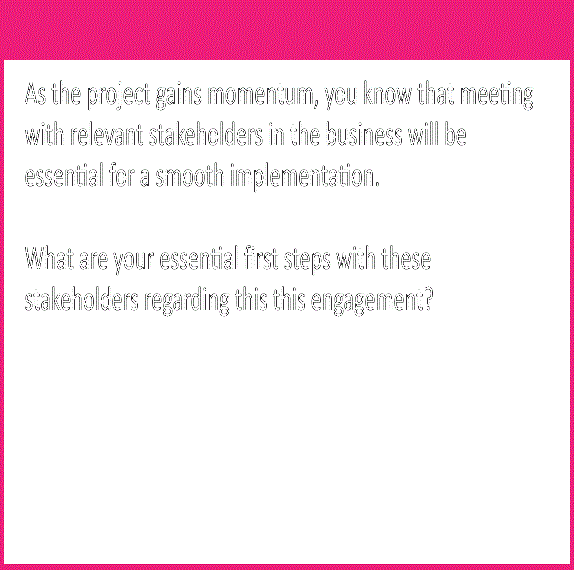 As the project gains momentum, you know that meeting
with relevant stakeholders in the business will be
essential for a smooth implementation.
What are your essential first steps with these
stakeholders regarding this this engagement?